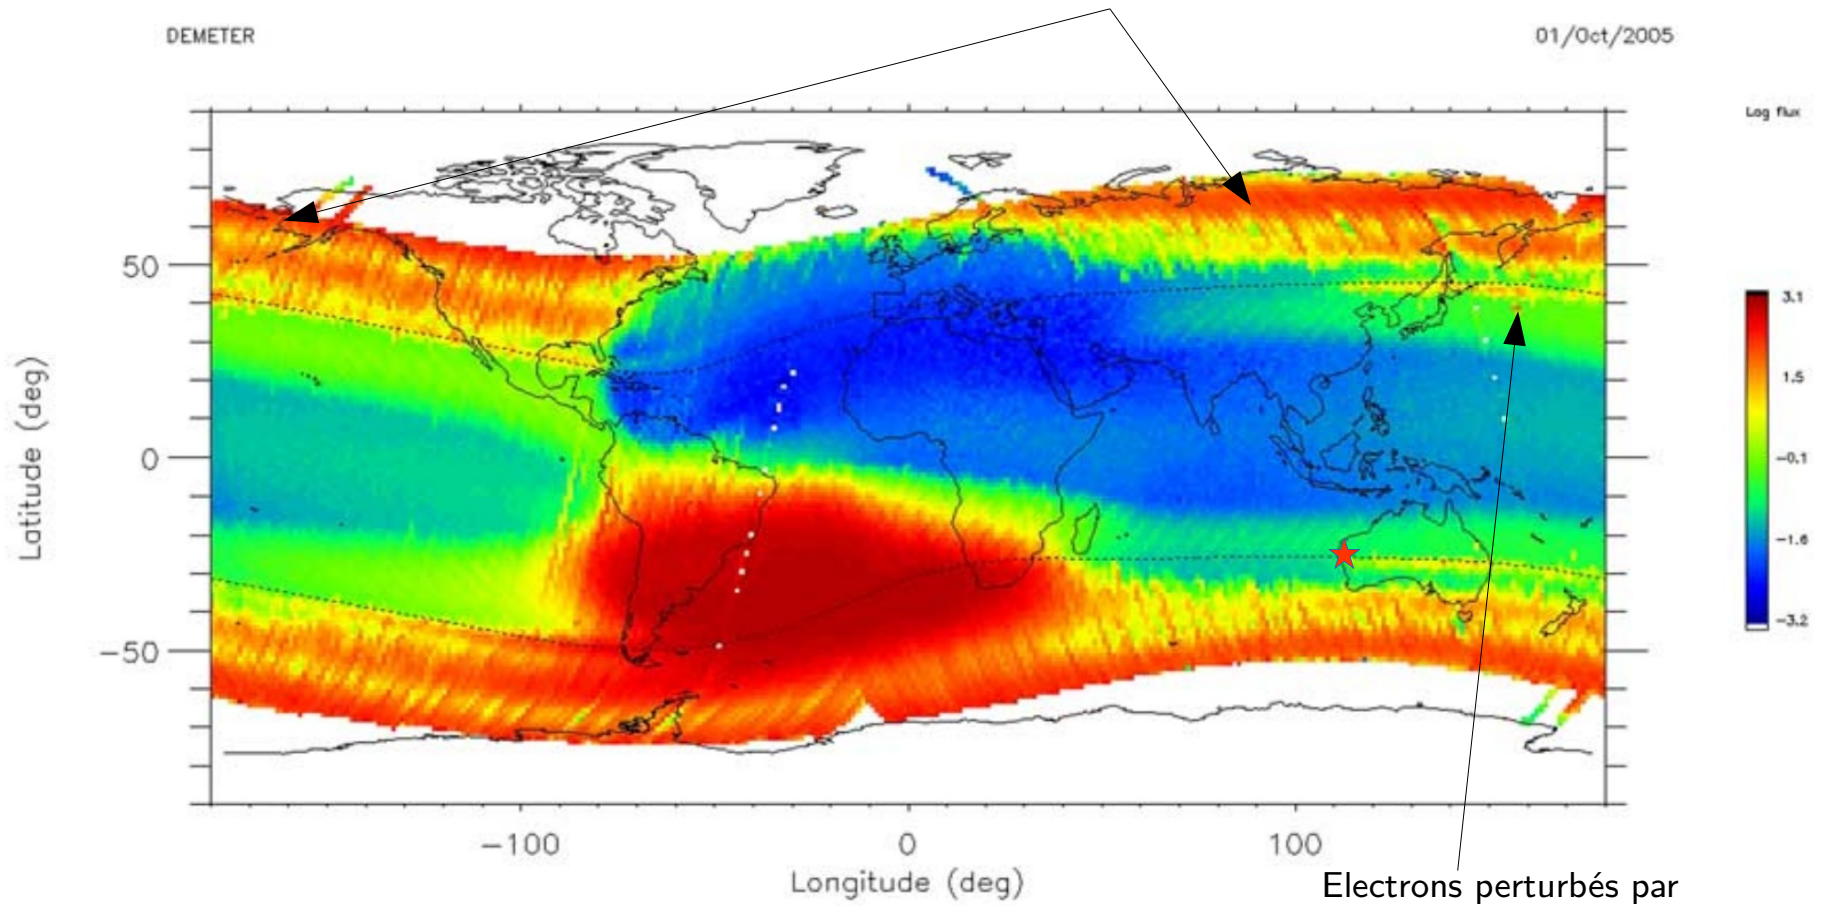 DEMETER
01/Oct/2005
Log flux
50
0
-50
Latitude (deg)
-100
0
100
Longitude (deg)
3.1
1.5
-0.1
-1.6
-3.2
Electrons perturbés par